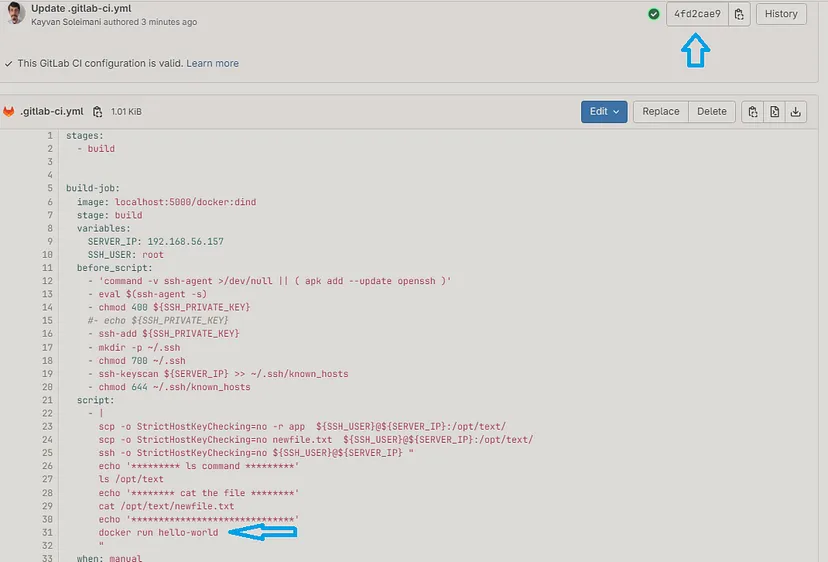 Update .gitlab-ci.yml
Kayvan Soleimani authored 3 minutes ago
4fd2cae9
History
This GitLab CI configuration is valid. Learn more
.gitlab-ci.yml 1.01 KiB
Edit
Replace
Delete
1 stages:
2   - build
3
4
5 build-job:
6   image: localhost:5000/docker:dind
7   stage: build
8   variables:
9     SERVER_IP: 192.168.56.157
10     SSH_USER: root
11   before_script:
12     - 'command -v ssh-agent >/dev/null || ( apk add --update openssh )'
13     - eval $(ssh-agent -s)
14     - chmod 400 ${SSH_PRIVATE_KEY}
15     #- echo ${SSH_PRIVATE_KEY}
16     - ssh-add ${SSH_PRIVATE_KEY}
17     - mkdir -p ~/.ssh
18     - chmod 700 ~/.ssh
19     - ssh-keyscan ${SERVER_IP} >> ~/.ssh/known_hosts
20     - chmod 644 ~/.ssh/known_hosts
21   script:
22     - |
23       scp -o StrictHostKeyChecking=no -r app  ${SSH_USER}@${SERVER_IP}:/opt/text/
24       scp -o StrictHostKeyChecking=no newfile.txt  ${SSH_USER}@${SERVER_IP}:/opt/text/
25       ssh -o StrictHostKeyChecking=no ${SSH_USER}@${SERVER_IP} "
26       echo '********* ls command *********'
27       ls /opt/text
28       echo '******** cat the file ********'
29       cat /opt/text/newfile.txt
30       echo '*****************************'
31       docker run hello-world
32       "
33   when: manual